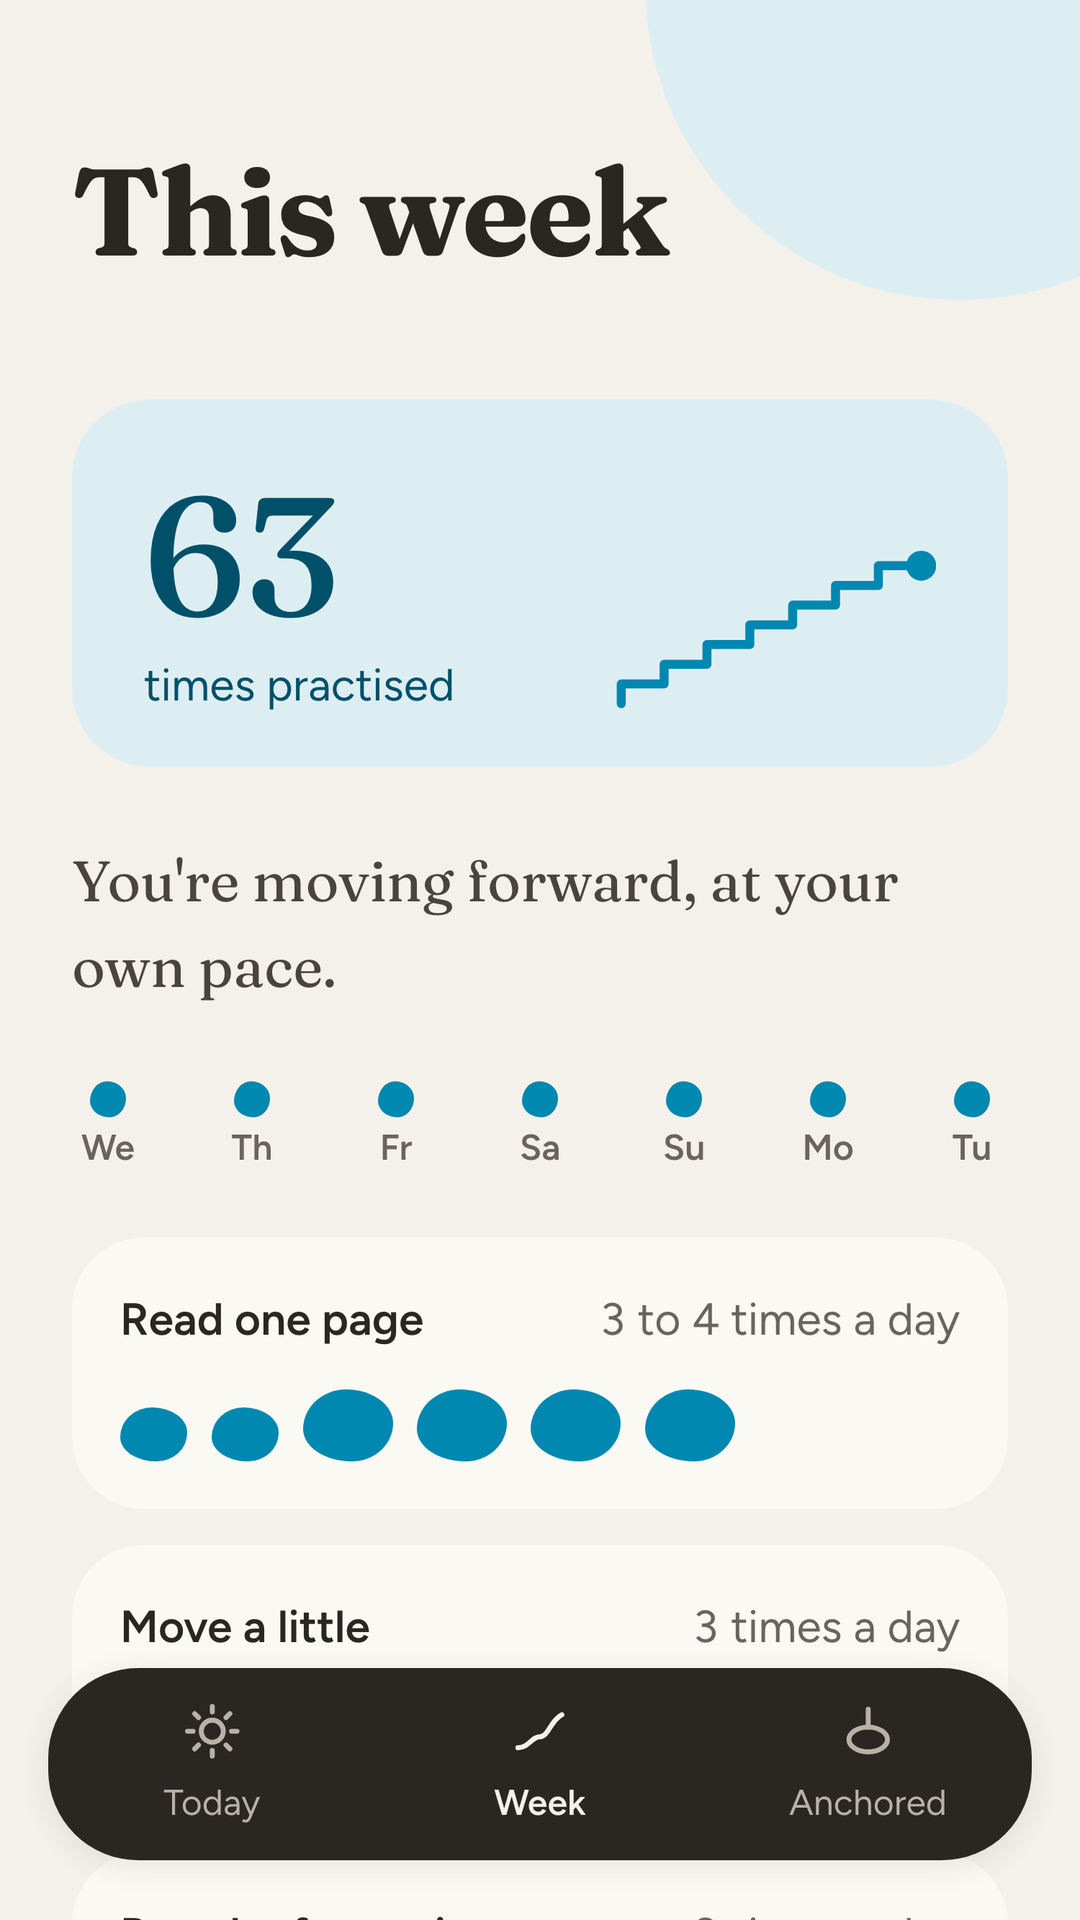 This week
63
times practised
You're moving forward, at your
own pace.
We Th Fr Sa Su Mo Tu
Read one page 3 to 4 times a day
Move a little 3 times a day
Today Week Anchored